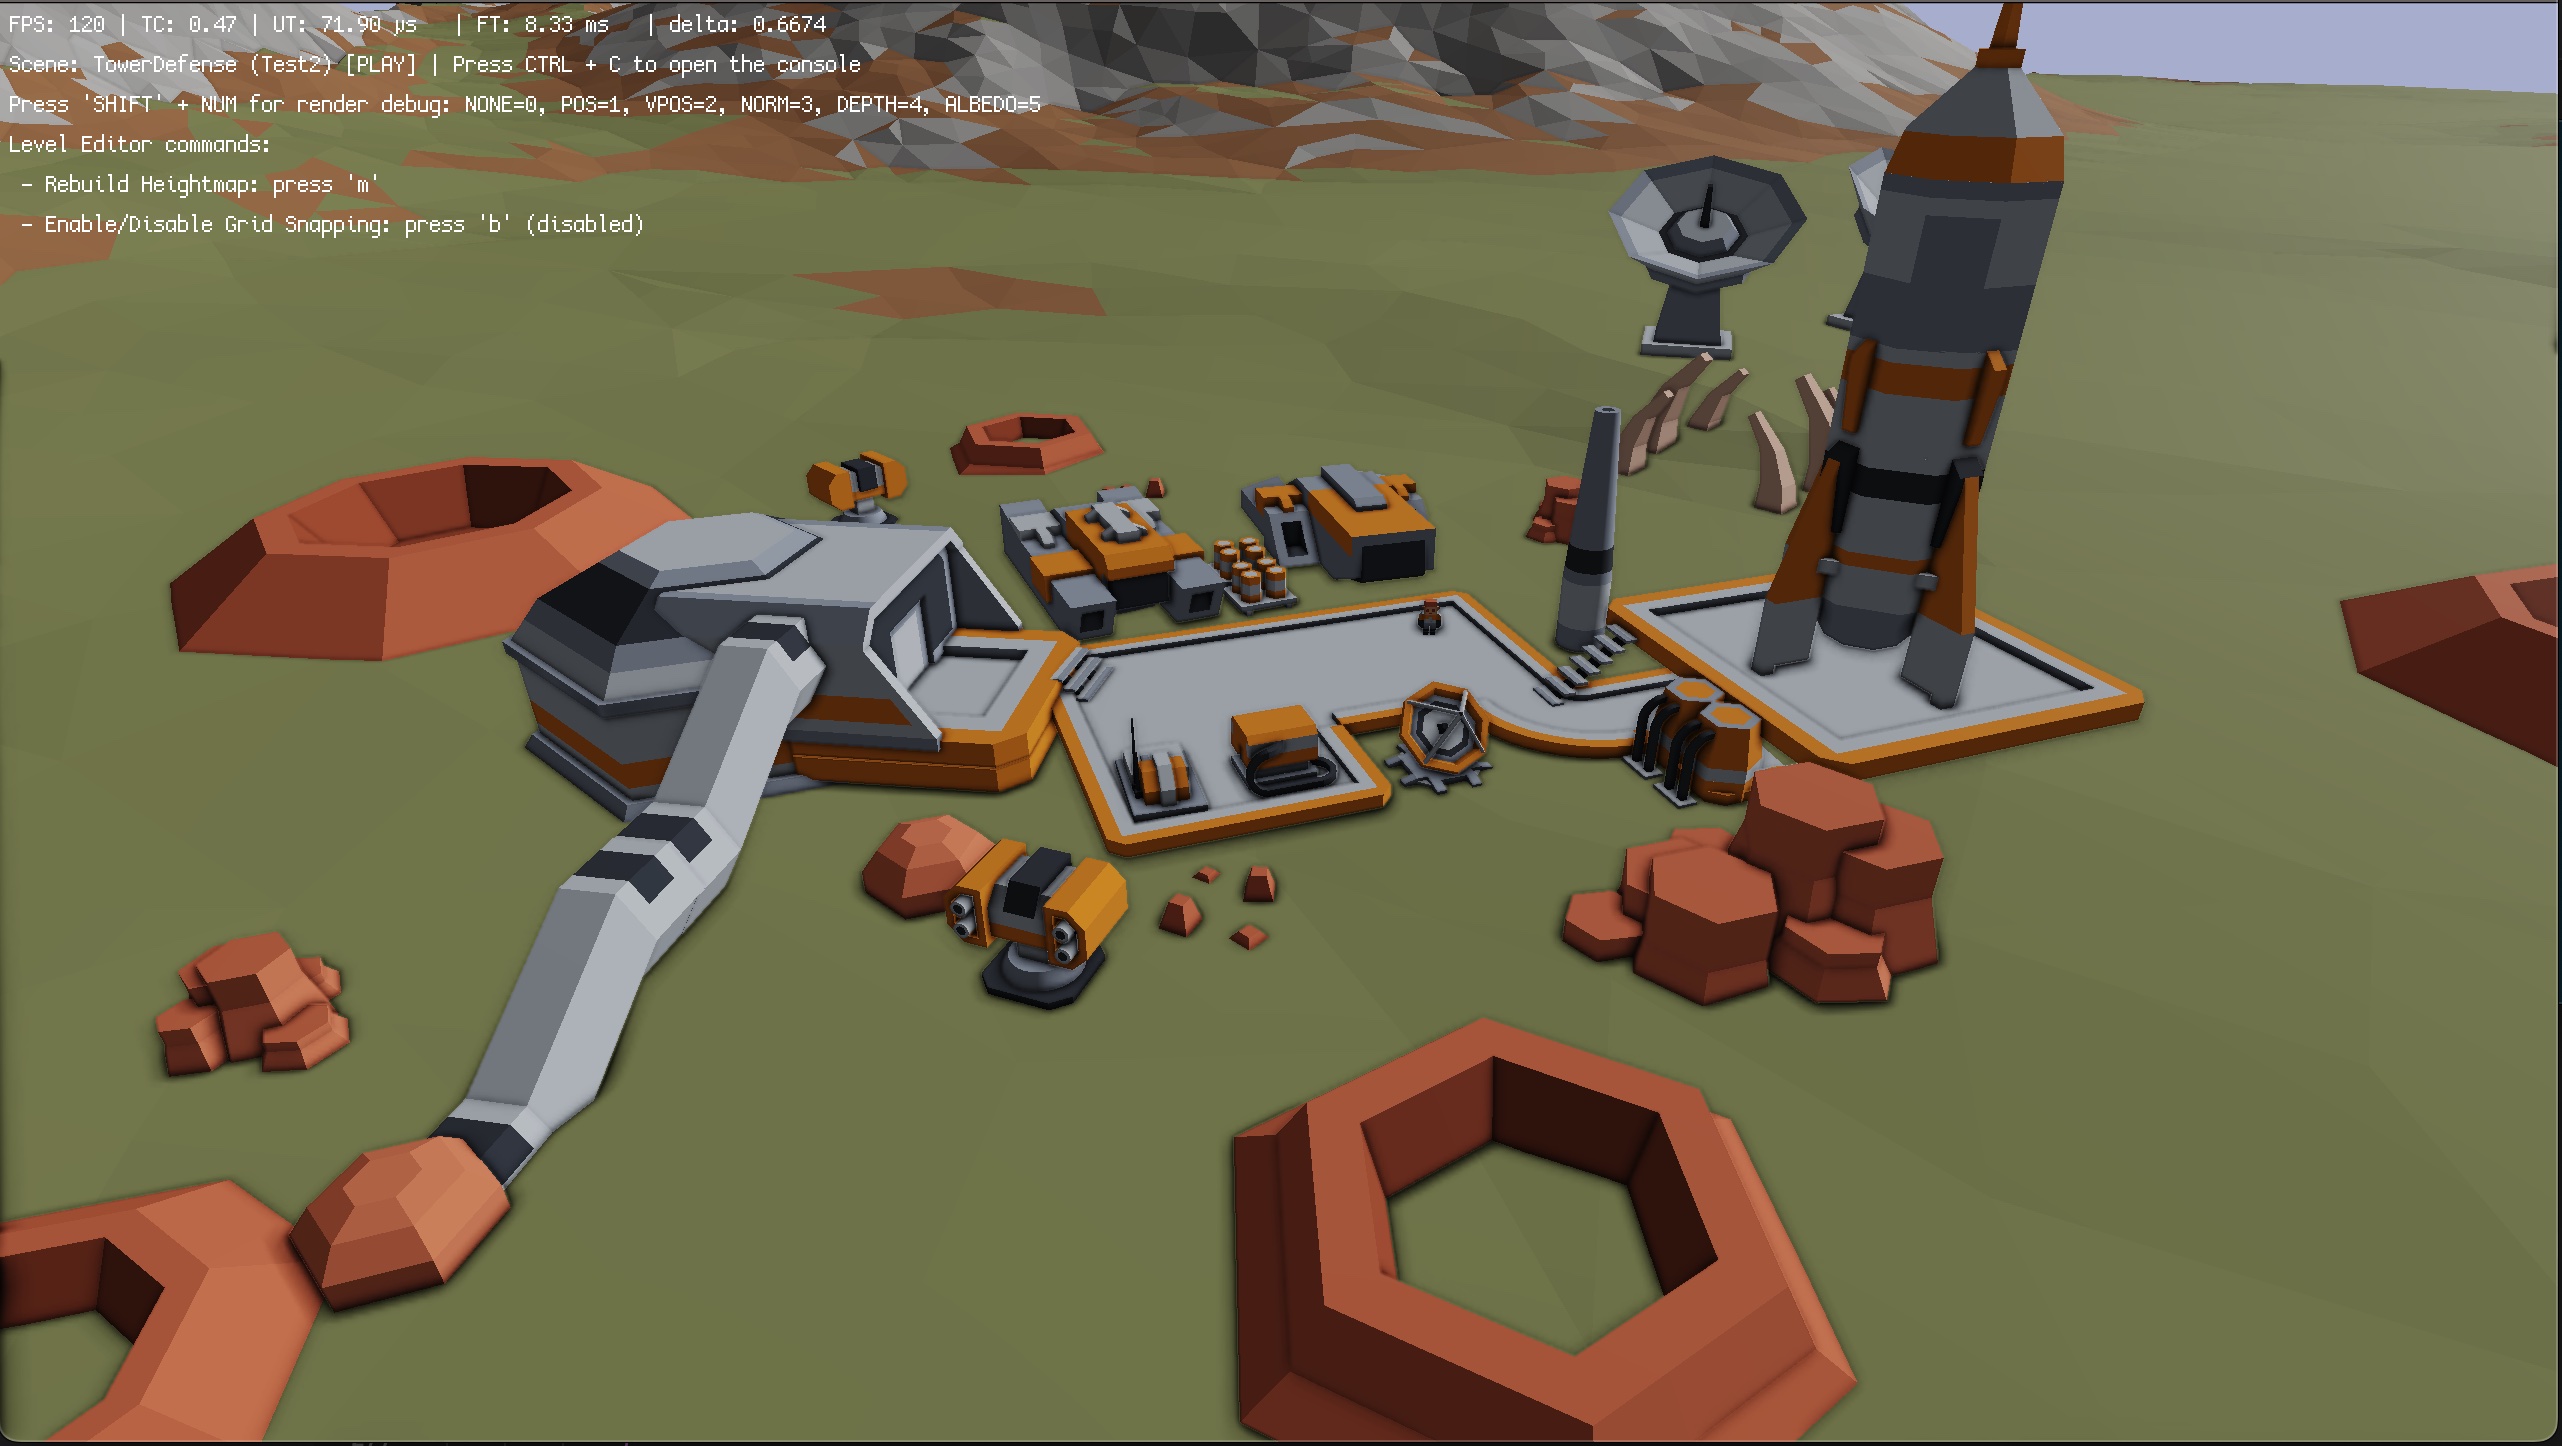 FPS: 120 | TC: 0.47 | UT: 71.90 µs | FT: 8.33 ms | delta: 0.6674
Scene: TowerDefense (Test2) [PLAY] | Press CTRL + C to open the console
Press 'SHIFT' + NUM for render debug: NONE=0, POS=1, VPOS=2, NORM=3, DEPTH=4, ALBEDO=5
Level Editor commands:
- Rebuild Heightmap: press 'm'
- Enable/Disable Grid Snapping: press 'b' (disabled)